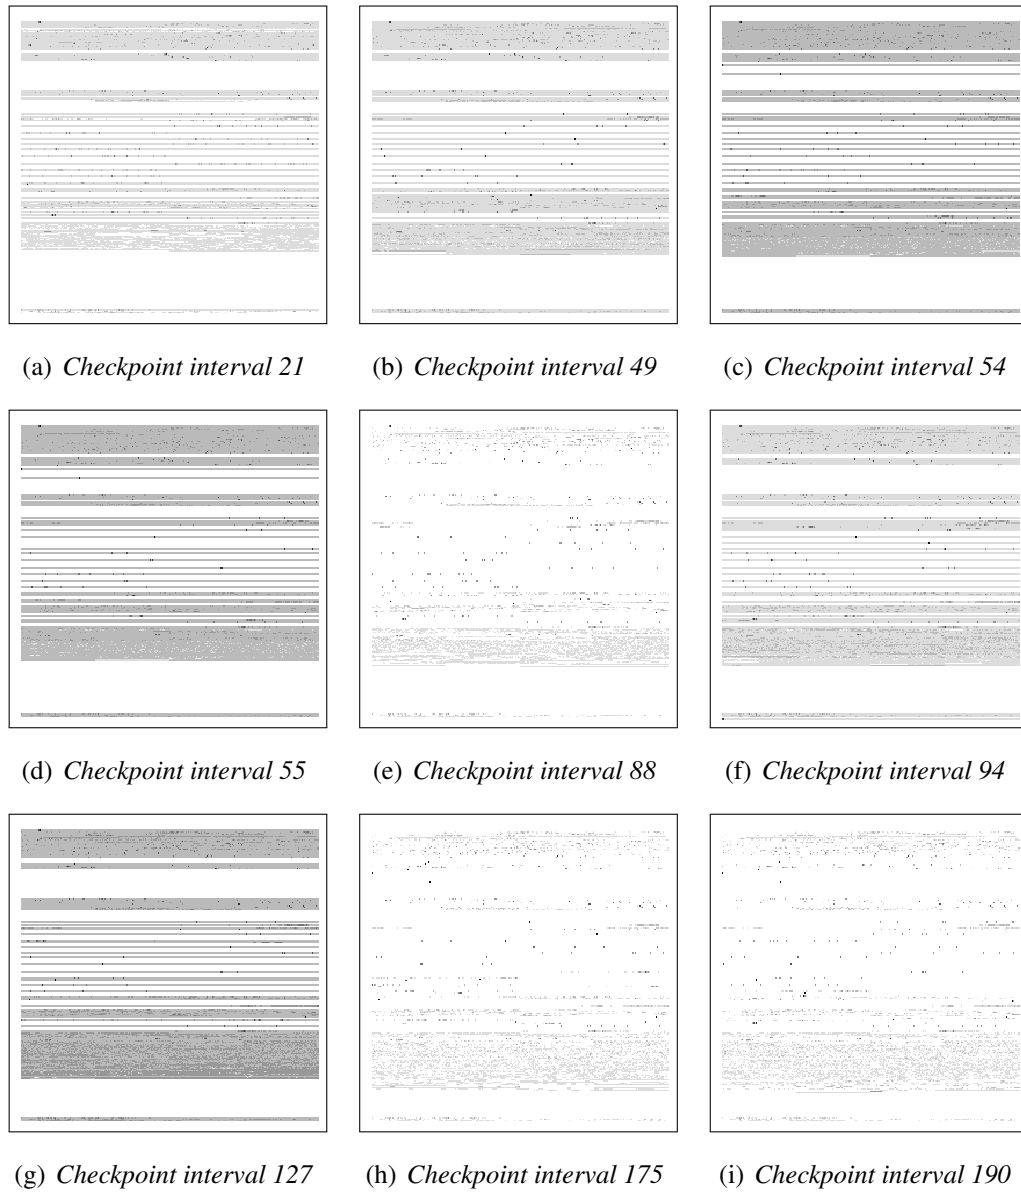 (a) Checkpoint interval 21
(b) Checkpoint interval 49
(c) Checkpoint interval 54
(d) Checkpoint interval 55
(e) Checkpoint interval 88
(f) Checkpoint interval 94
(g) Checkpoint interval 127
(h) Checkpoint interval 175
(i) Checkpoint interval 190